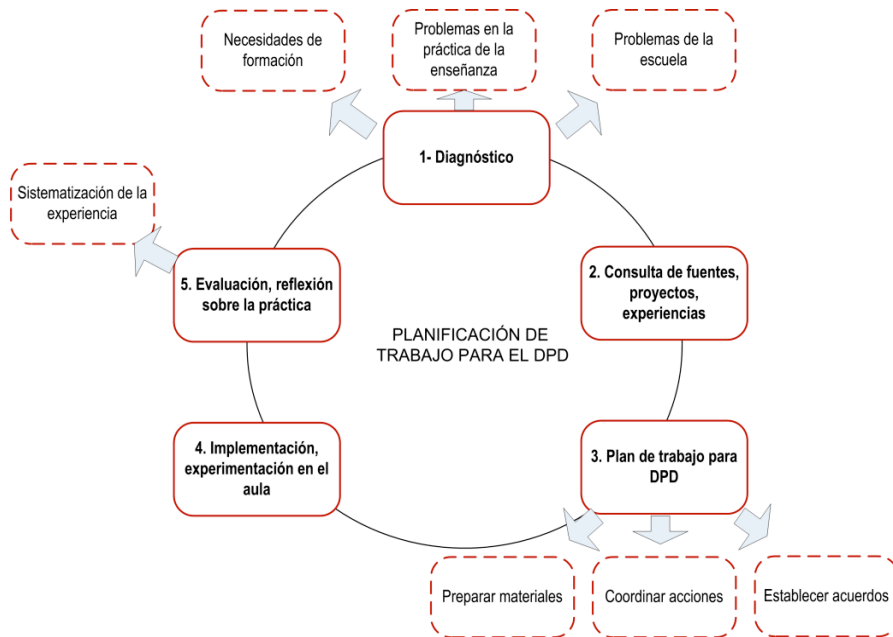 Necesidades de
formación
Problemas en la
práctica de la
enseñanza
Problemas de la
escuela
1- Diagnóstico
Sistematización de la
experiencia
5. Evaluación, reflexión
sobre la práctica
2. Consulta de fuentes,
proyectos,
experiencias
PLANIFICACIÓN DE
TRABAJO PARA EL DPD
4. Implementación,
experimentación en el
aula
3. Plan de trabajo para
DPD
Preparar materiales
Coordinar acciones
Establecer acuerdos